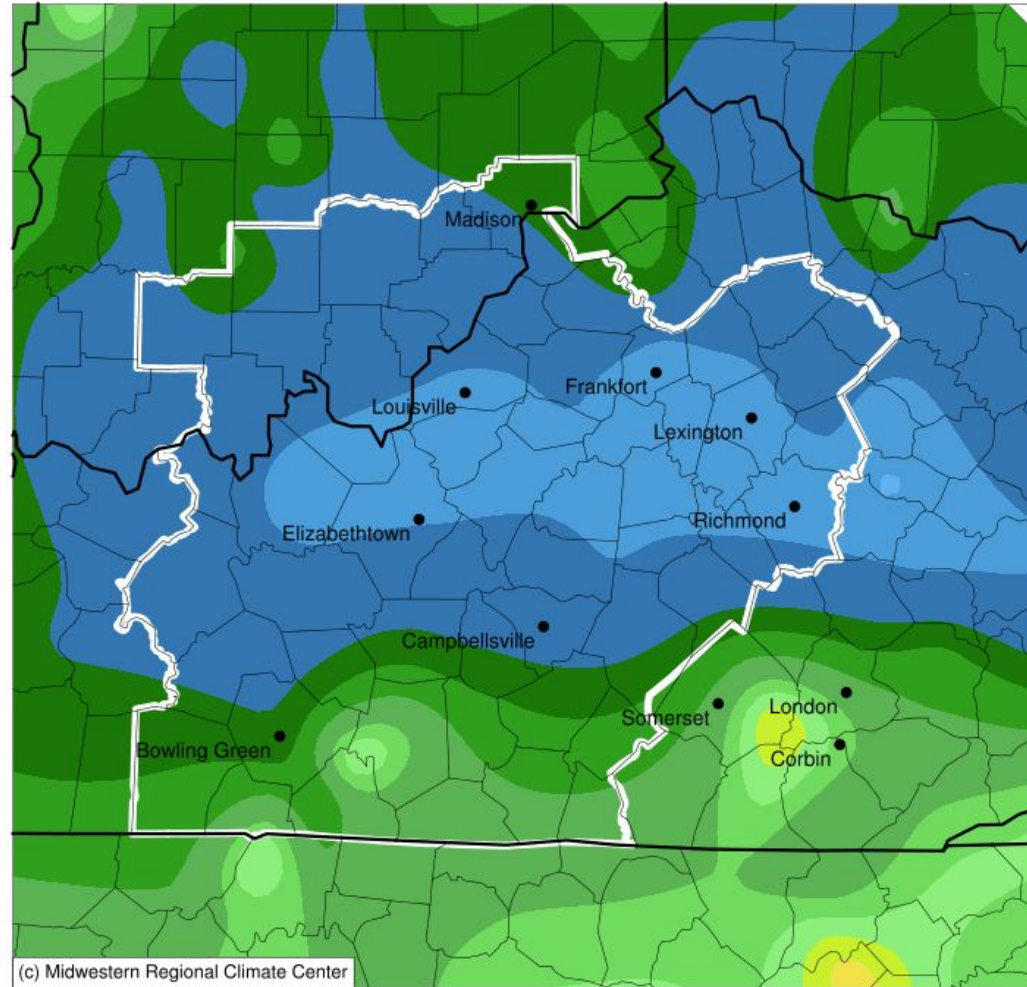 Madison
Frankfort
Louisville
Lexington
Richmond
Elizabethtown
Campbellsville
London
Somerset
Bowling Green
Corbin
(c) Midwestern Regional Climate Center